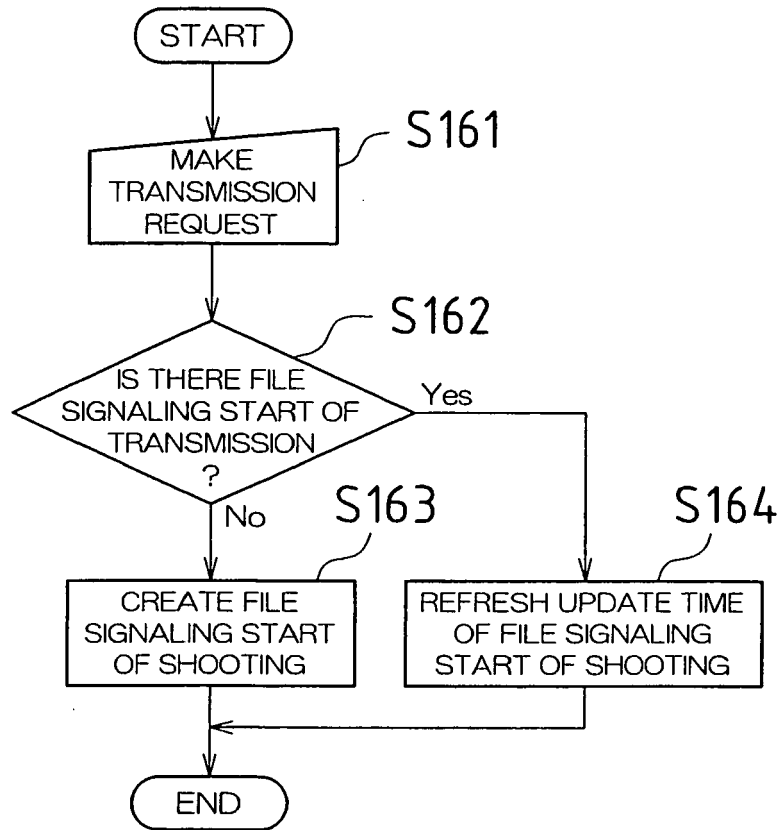 START
S161
MAKE
TRANSMISSION
REQUEST
S162
IS THERE FILE
SIGNALING START OF
TRANSMISSION
?
Yes
No
S163
CREATE FILE
SIGNALING START
OF SHOOTING
S164
REFRESH UPDATE TIME
OF FILE SIGNALING
START OF SHOOTING
END